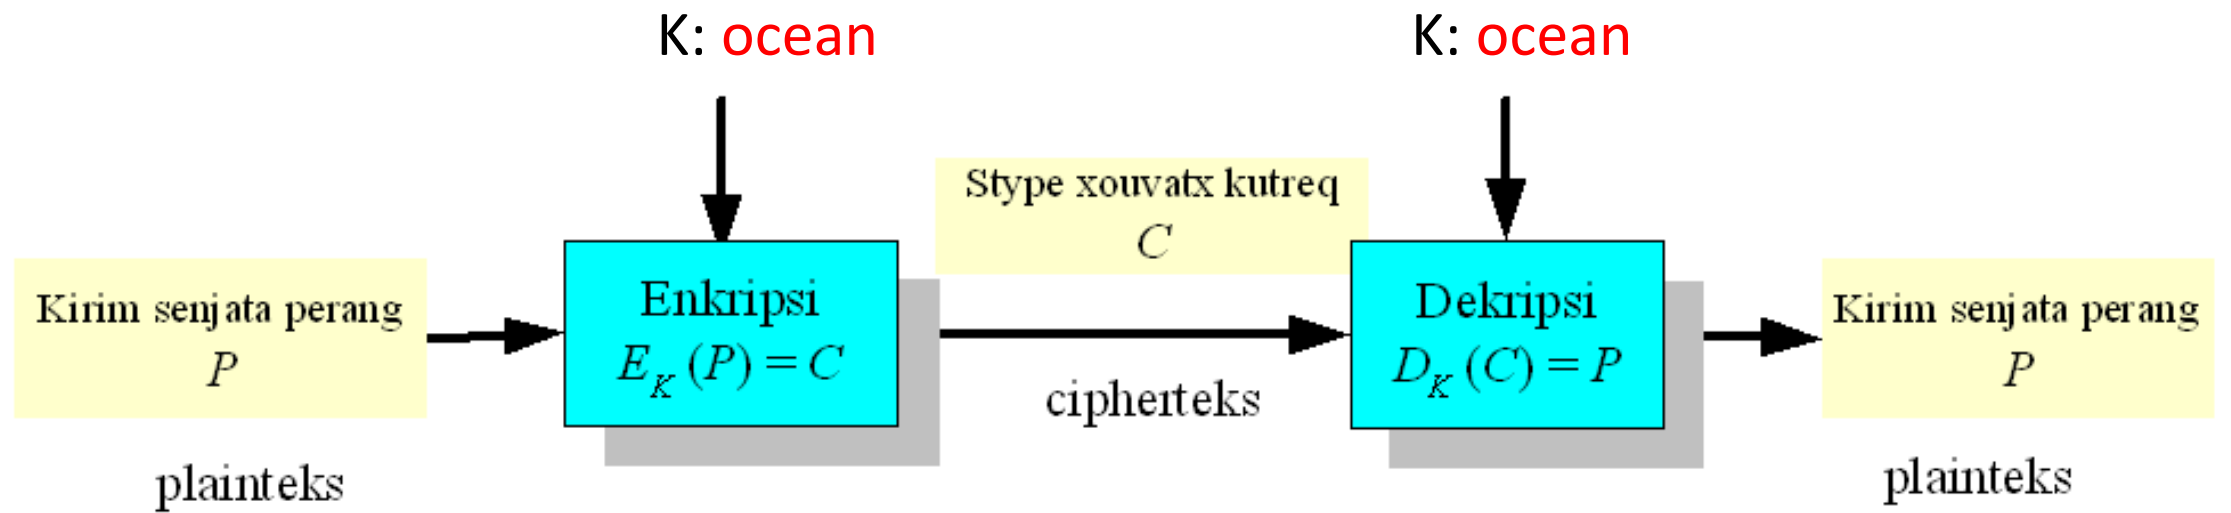 K: ocean
K: ocean
Stype xouvatx kutreq
C
Kirim senjata perang
P
Enkripsi
E_K (P) = C
Dekripsi
D_K (C) = P
Kirim senjata perang
P
cipherteks
plainteks
plainteks